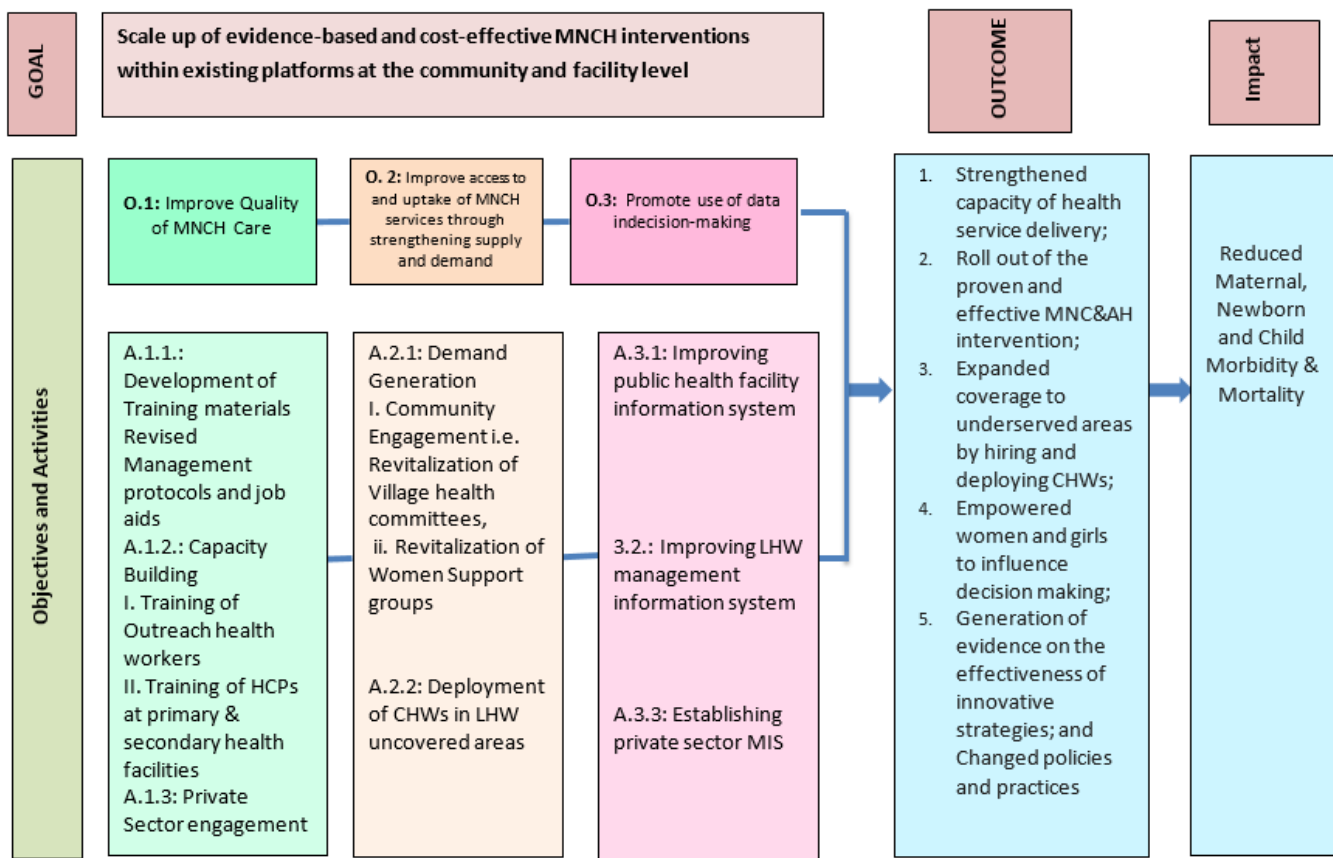 GOAL
Scale up of evidence-based and cost-effective MNCH interventions
within existing platforms at the community and facility level
OUTCOME
Impact
Objectives and Activities
O.1: Improve Quality
of MNCH Care
O. 2: Improve access to
and uptake of MNCH
services through
strengthening supply
and demand
O.3: Promote use of data
indecision-making
A.1.1.:
Development of
Training materials
Revised
Management
protocols and job
aids
A.1.2.: Capacity
Building
I. Training of
Outreach health
workers
II. Training of HCPs
at primary &
secondary health
facilities
A.1.3: Private
Sector engagement
A.2.1: Demand
Generation
I. Community
Engagement i.e.
Revitalization of
Village health
committees,
ii. Revitalization of
Women Support
groups
A.2.2: Deployment
of CHWs in LHW
uncovered areas
A.3.1: Improving
public health facility
information system
3.2.: Improving LHW
management
information system
A.3.3: Establishing
private sector MIS
1. Strengthened
capacity of health
service delivery;
2. Roll out of the
proven and
effective MNC&AH
intervention;
3. Expanded
coverage to
underserved areas
by hiring and
deploying CHWs;
4. Empowered
women and girls
to influence
decision making;
5. Generation of
evidence on the
effectiveness of
innovative
strategies; and
Changed policies
and practices
Reduced
Maternal,
Newborn
and Child
Morbidity &
Mortality